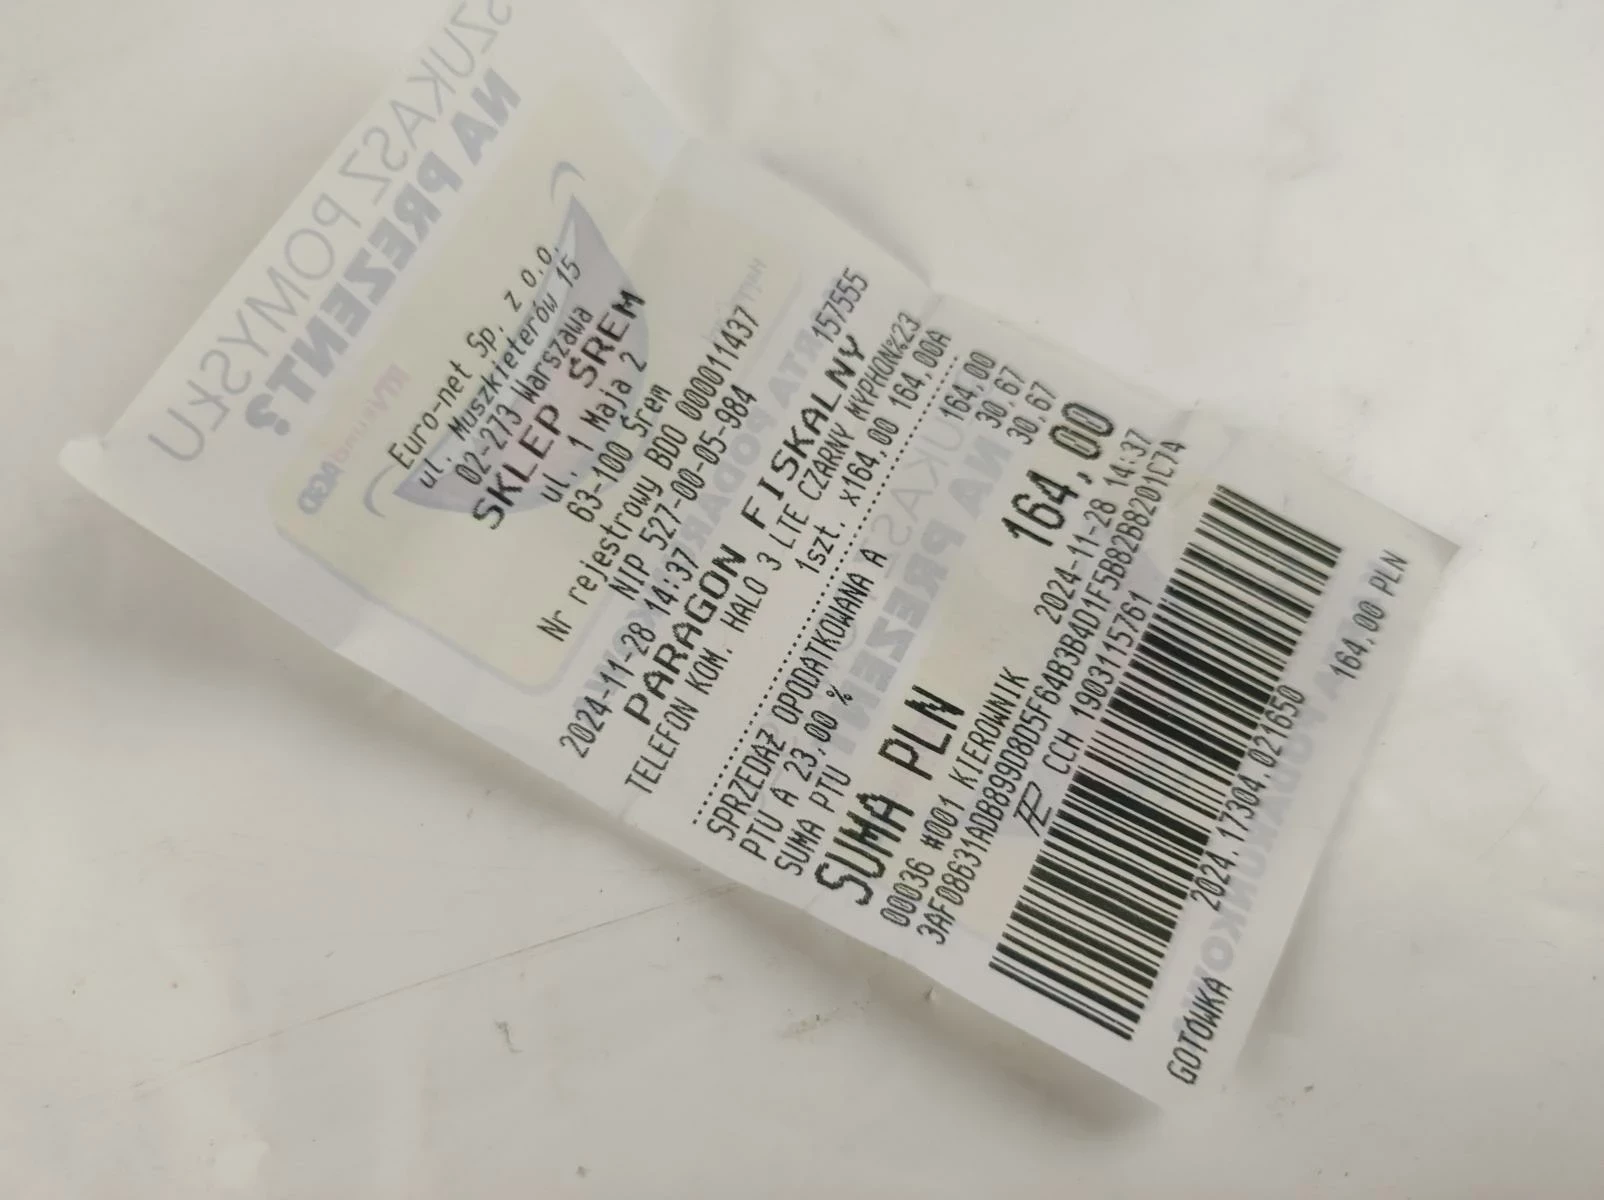 Euro-net Sp. z o.o.
ul. Muszkieterów 15
02-273 Warszawa
SKLEP ŚREM
ul. 1 Maja 2
63-100 Śrem
Nr rejestrowy BDO 000011437
NIP 527-00-05-984
2024-11-28 14:37 157555
PARAGON FISKALNY
TELEFON KOM. HALO 3 LTE CZARNY MYPHON%23
1szt. x164,00 164,00A
SPRZEDAŻ OPODATKOWANA A 164,00
PTU A 23,00 % 30,67
SUMA PTU 30,67
SUMA PLN 164,00
00036 #001 KIEROWNIK 2024-11-28 14:37
3AF08631ADB899D8D5F64B3B4D1F5B82B8201C74
CCH 1903115761
2024.17304.021650
GOTÓWKA 164,00 PLN
SZUKASZ POMYSŁU
NA PREZENT?